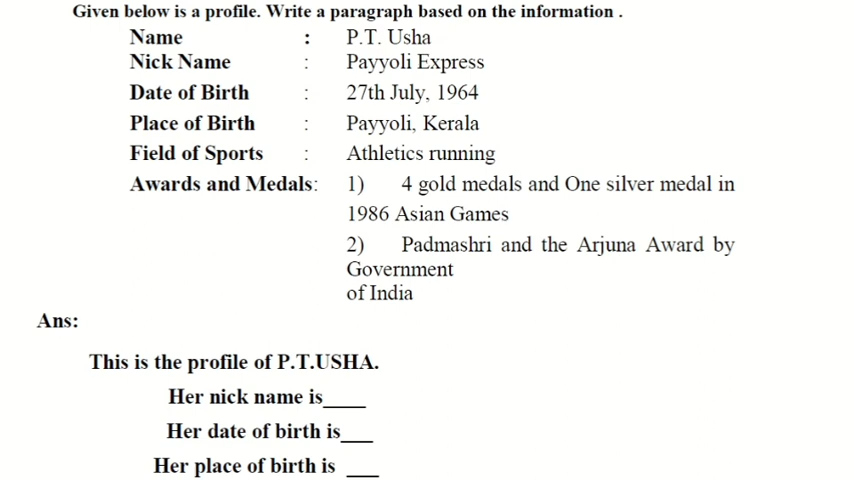 Given below is a profile. Write a paragraph based on the information .
Name : P.T. Usha
Nick Name : Payyoli Express
Date of Birth : 27th July, 1964
Place of Birth : Payyoli, Kerala
Field of Sports : Athletics running
Awards and Medals: 1) 4 gold medals and One silver medal in
1986 Asian Games
2) Padmashri and the Arjuna Award by
Government
of India
Ans:
This is the profile of P.T.USHA.
Her nick name is____
Her date of birth is___
Her place of birth is ___